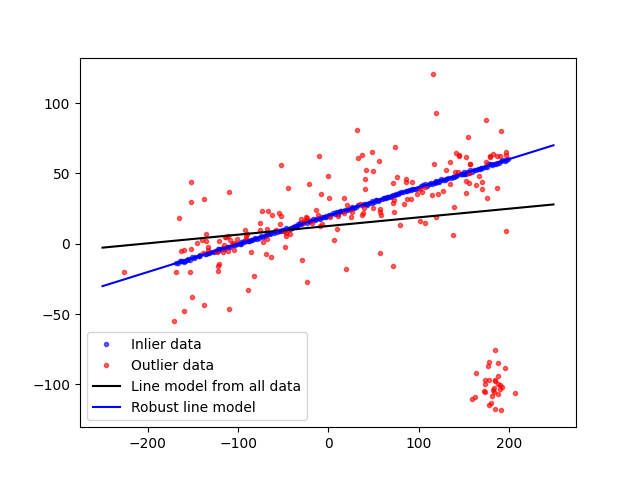 100
50
0
−50
−100
Inlier data
Outlier data
Line model from all data
Robust line model
−200 −100 0 100 200